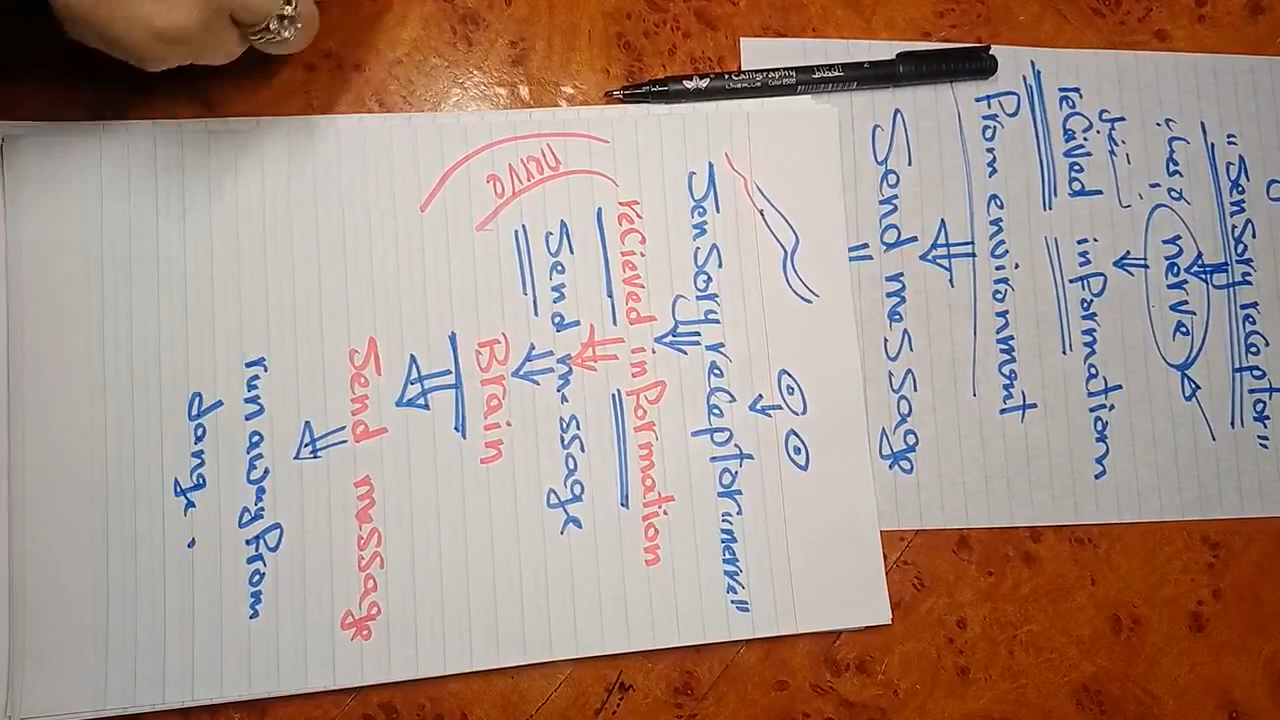 "SenSory receptor"
"has" nerve
reCived information
From environment
Send meSSage
SenSory receptor "nerve"
reCieved information
nerve
Send message
Brain
Send message
run away from
dange.
Calligraphy